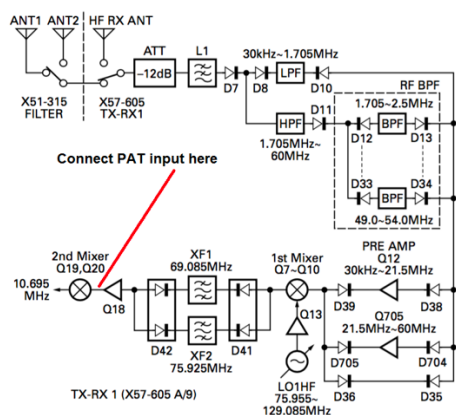 ANT1 ANT2 HF RX ANT
ATT
L1
-12dB
30kHz~1.705MHz
LPF
D7 D8 D10
RF BPF
X51-315
FILTER
X57-605
TX-RX1
HPF
D11
1.705MHz~
60MHz
1.705~2.5MHz
BPF
D12 D13
D33 D34
BPF
49.0~54.0MHz
Connect PAT input here
2nd Mixer
Q19,Q20
10.695
MHz
Q18
XF1
69.085MHz
XF2
75.925MHz
D42 D41
1st Mixer
Q7~Q10
Q13
LO1HF
75.955~
129.085MHz
PRE AMP
Q12
30kHz~21.5MHz
D39 D38
Q705
21.5MHz~60MHz
D705 D704
D36 D35
TX-RX 1 (X57-605 A/9)